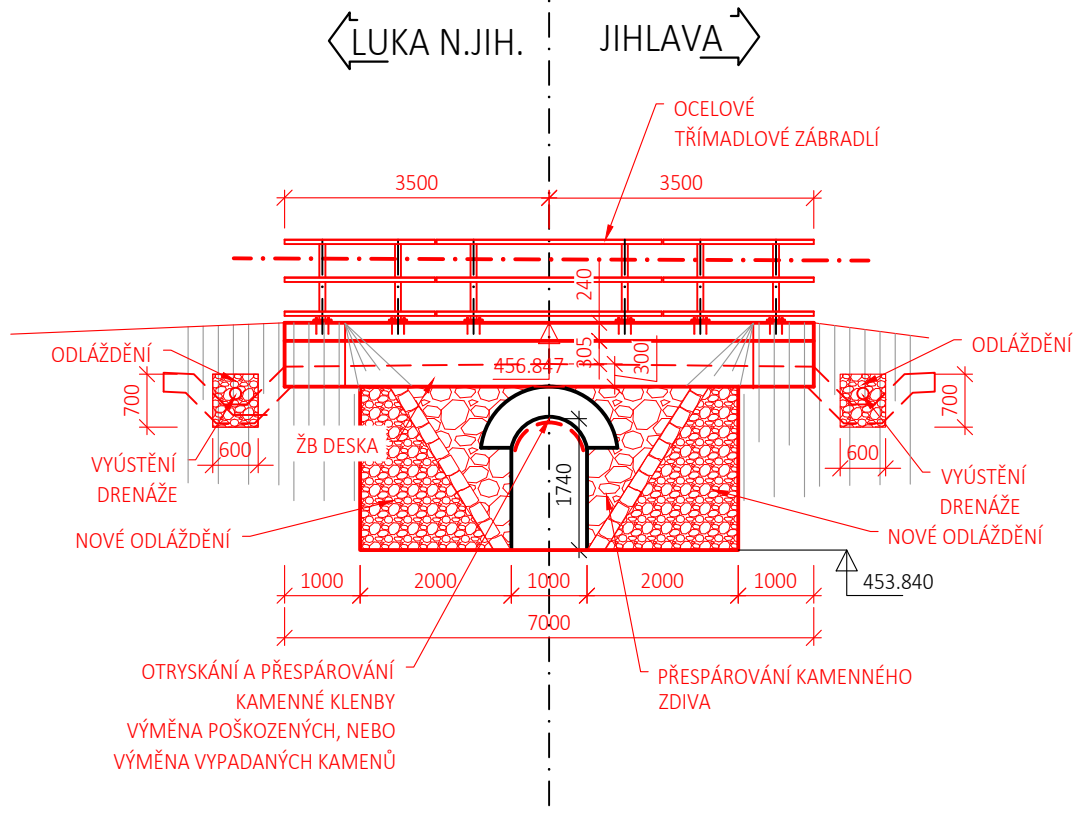 LUKA N.JIH.
JIHLAVA
OCELOVÉ
TŘÍMADLOVÉ ZÁBRADLÍ
3500
3500
240
305
300
456.847
ODLÁŽDĚNÍ
ODLÁŽDĚNÍ
700
700
600
600
ŽB DESKA
VYÚSTĚNÍ
DRENÁŽE
VYÚSTĚNÍ
DRENÁŽE
1740
NOVÉ ODLÁŽDĚNÍ
NOVÉ ODLÁŽDĚNÍ
453.840
1000
2000
1000
2000
1000
7000
OTRYSKÁNÍ A PŘESPÁROVÁNÍ
KAMENNÉ KLENBY
VÝMĚNA POŠKOZENÝCH, NEBO
VÝMĚNA VYPADANÝCH KAMENŮ
PŘESPÁROVÁNÍ KAMENNÉHO
ZDIVA